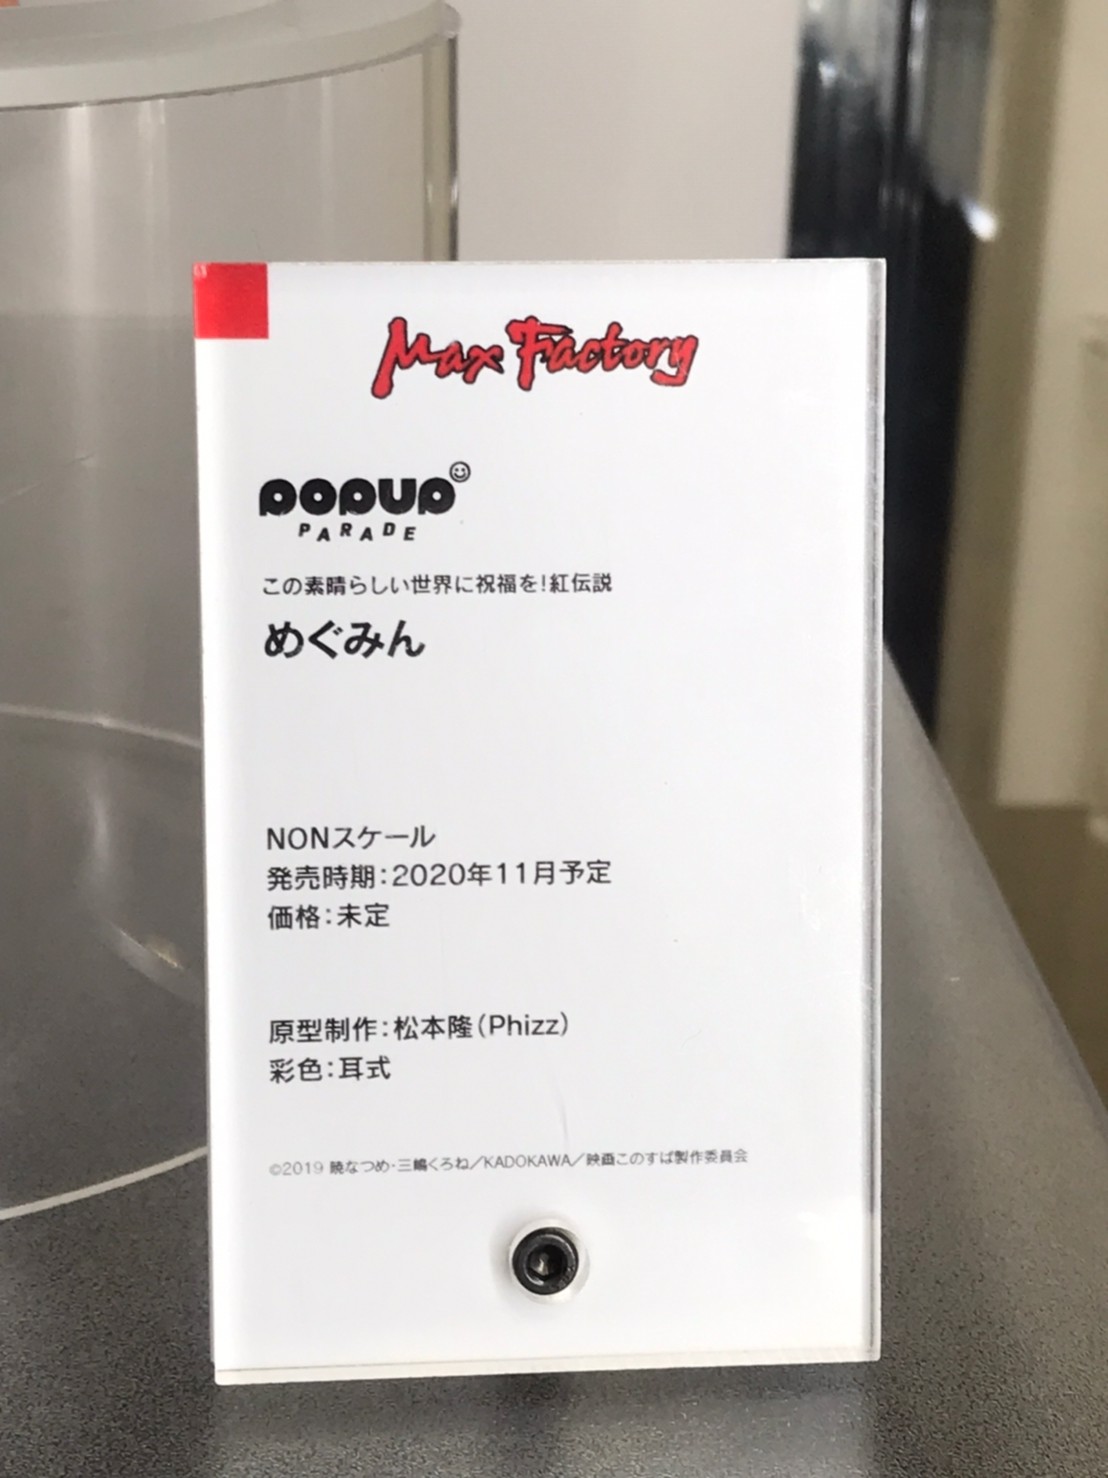 Max Factory
POPUP
PARADE
この素晴らしい世界に祝福を!紅伝説
めぐみん
NONスケール
発売時期:2020年11月予定
価格:未定
原型制作:松本隆(Phizz)
彩色:耳式
©2019 暁なつめ・三嶋くろね／KADOKAWA／映画このすば製作委員会